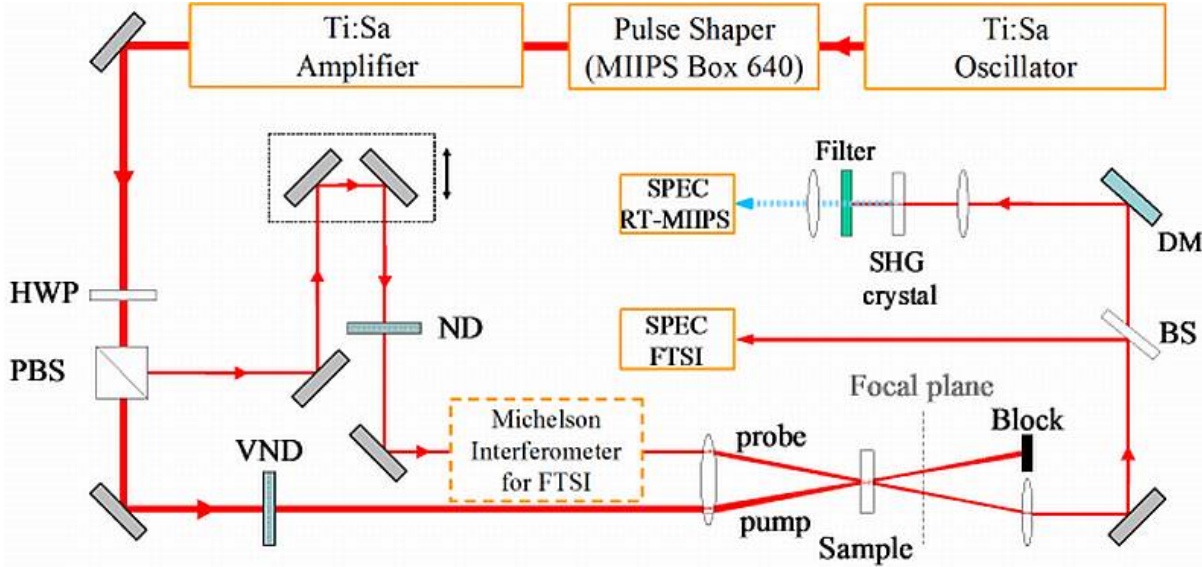 Ti:Sa
Amplifier
Pulse Shaper
(MIIPS Box 640)
Ti:Sa
Oscillator
Filter
SPEC
RT-MIIPS
DM
SHG
crystal
HWP
ND
SPEC
FTSI
BS
PBS
Focal plane
Michelson
Interferometer
for FTSI
probe
Block
VND
pump
Sample